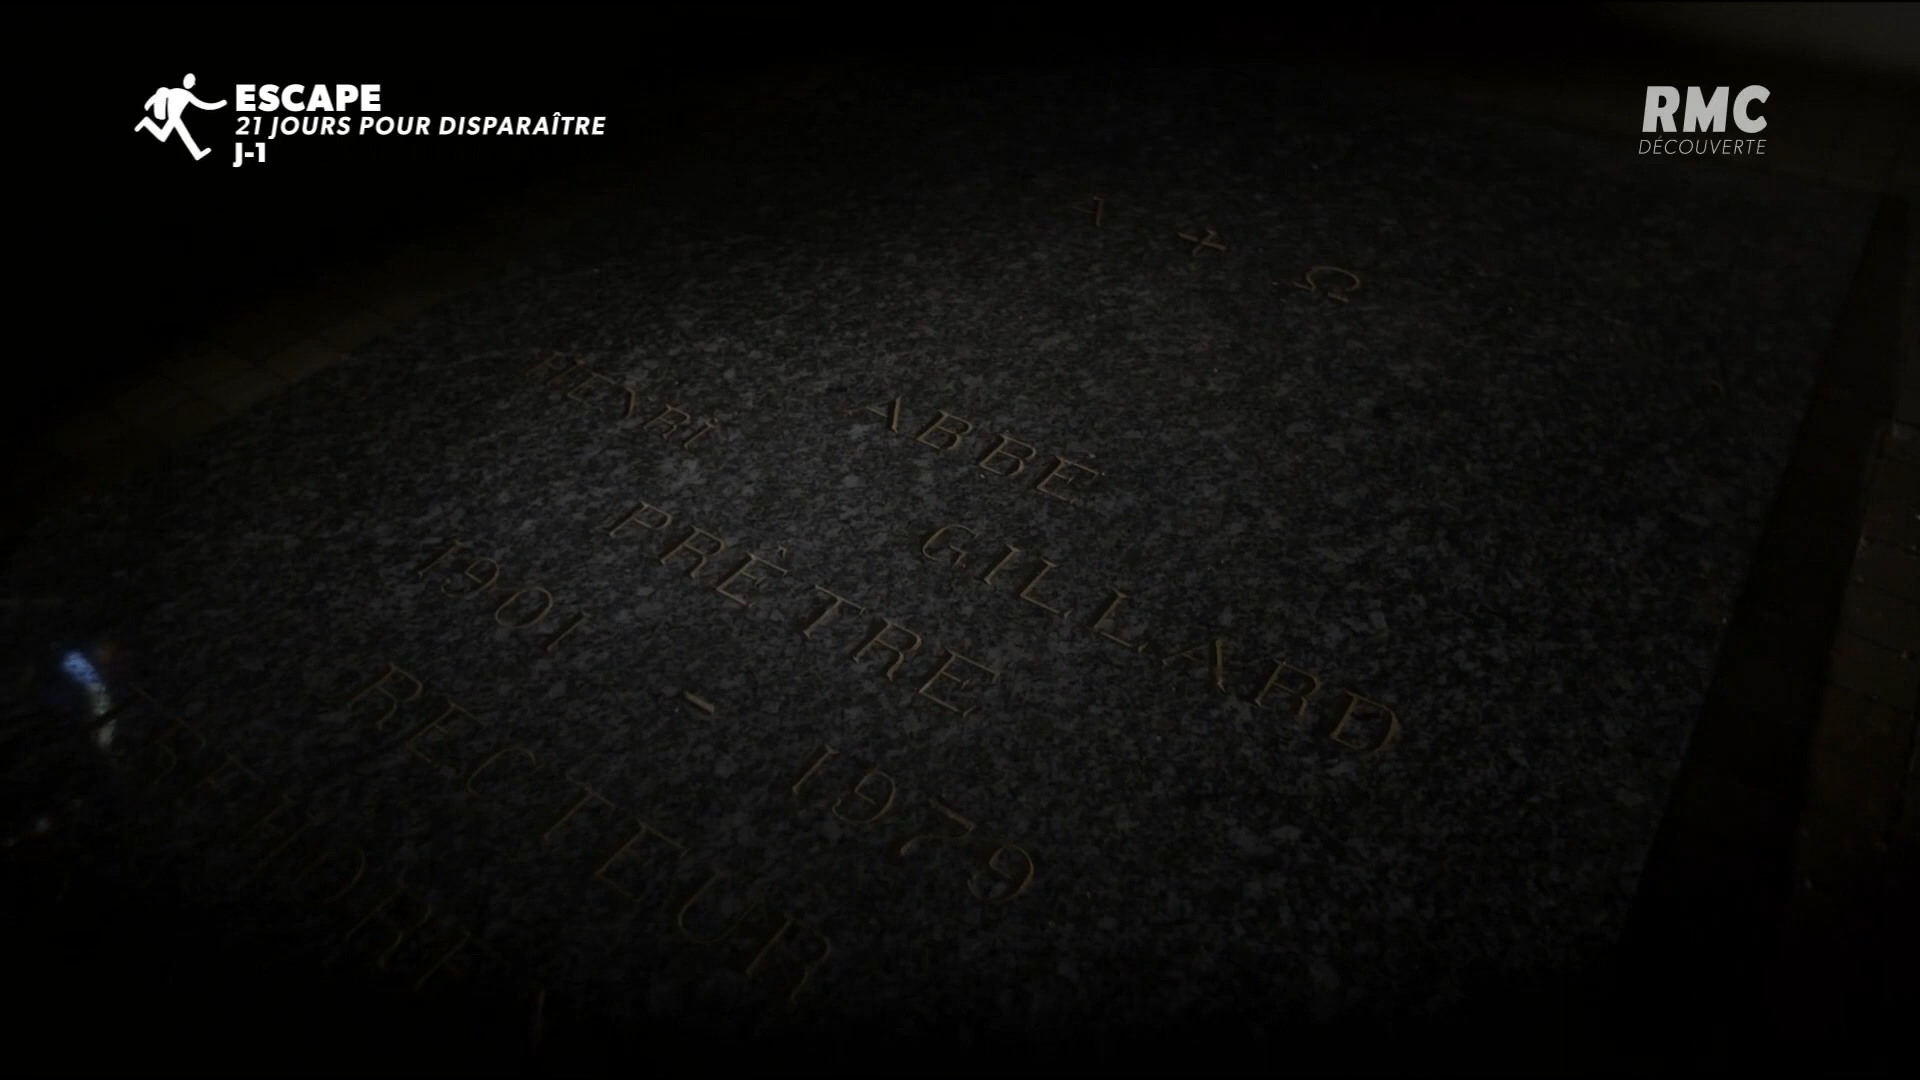 ESCAPE
21 JOURS POUR DISPARAÎTRE
J-1
RMC
DÉCOUVERTE
A + Ω
ABBÉ
HENRI GILLARD
PRÊTRE
1901 - 1979
RECTEUR